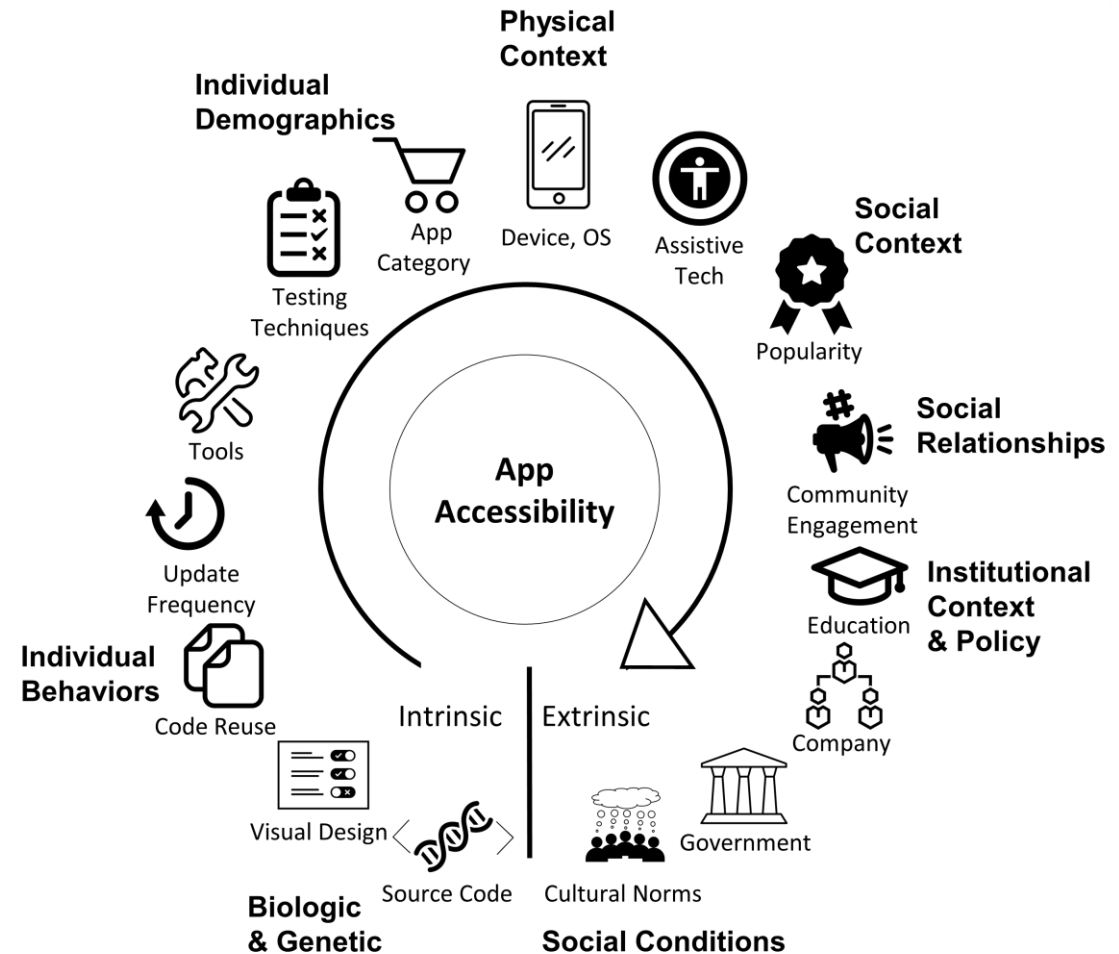 Physical
Context
Individual
Demographics
App
Category
Device, OS
Assistive
Tech
Social
Context
Testing
Techniques
Popularity
Tools
#
Social
Relationships
App
Accessibility
Community
Engagement
Update
Frequency
Institutional
Context
& Policy
Education
Individual
Behaviors
Code Reuse
Intrinsic
Extrinsic
Company
Visual Design
Government
Source Code
Cultural Norms
Biologic
& Genetic
Social Conditions